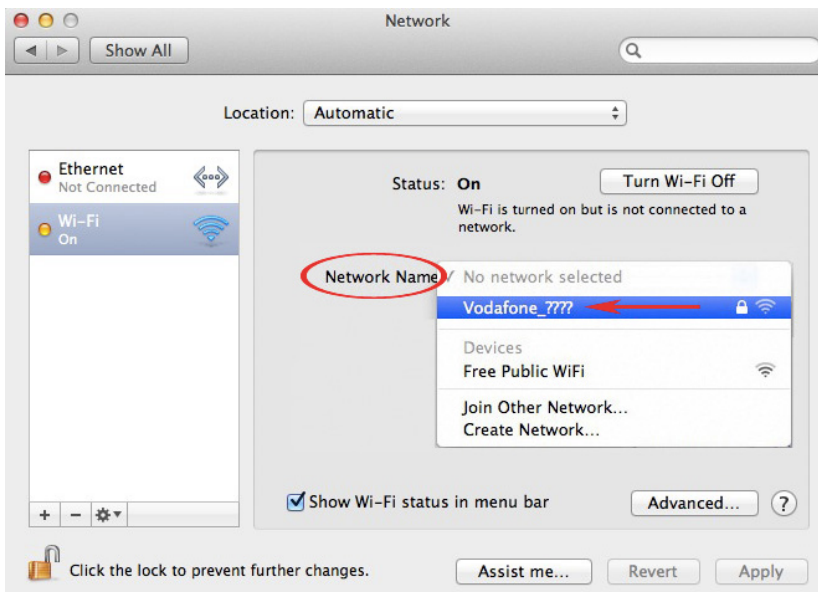 Network
Show All
Location: Automatic
Ethernet
Not Connected
Wi-Fi
On
Status: On
Turn Wi-Fi Off
Wi-Fi is turned on but is not connected to a
network.
Network Name
✓ No network selected
Vodafone_????
Devices
Free Public WiFi
Join Other Network...
Create Network...
Show Wi-Fi status in menu bar
Advanced...
?
Click the lock to prevent further changes.
Assist me...
Revert
Apply